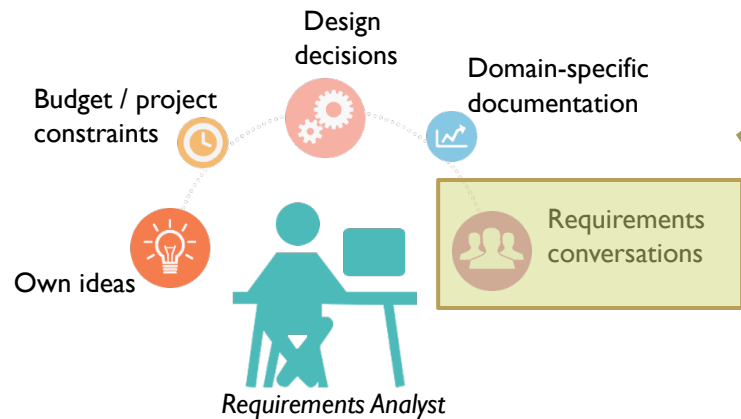 Design
decisions
Domain-specific
documentation
Budget / project
constraints
Requirements
conversations
Own ideas
Requirements Analyst